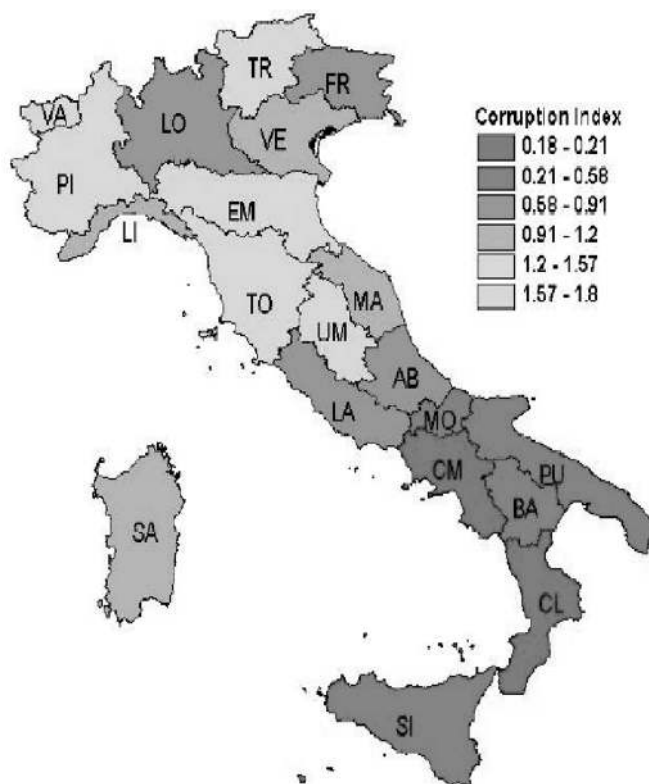 TR
FR
VA
LO
VE
PI
EM
LI
TO
MA
UM
AB
LA
MO
CM
PU
BA
SA
CL
SI
Corruption Index
0.18 - 0.21
0.21 - 0.58
0.58 - 0.91
0.91 - 1.2
1.2 - 1.57
1.57 - 1.8